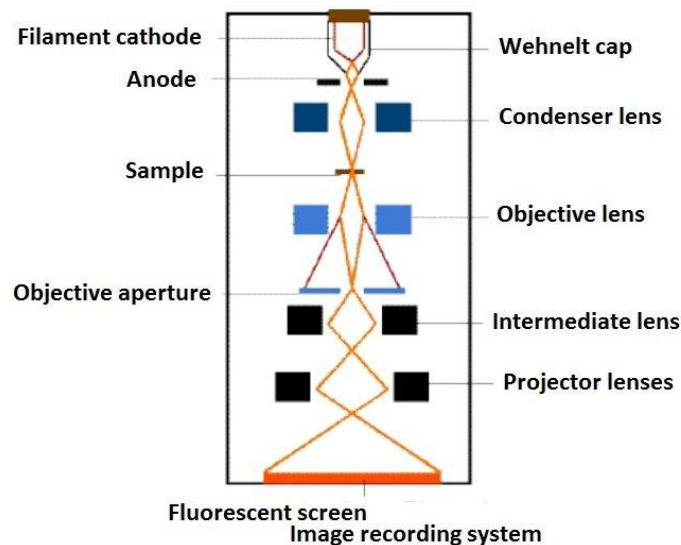 Filament cathode
Wehnelt cap
Anode
Condenser lens
Sample
Objective lens
Objective aperture
Intermediate lens
Projector lenses
Fluorescent screen
Image recording system